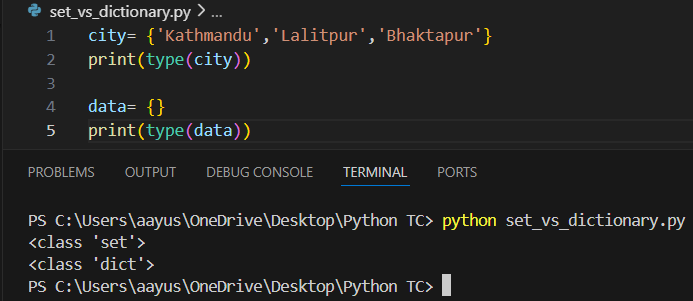 set_vs_dictionary.py > ...
1 city= {'Kathmandu','Lalitpur','Bhaktapur'}
2 print(type(city))
3
4 data= {}
5 print(type(data))
PROBLEMS OUTPUT DEBUG CONSOLE TERMINAL PORTS
PS C:\Users\aayus\OneDrive\Desktop\Python TC> python set_vs_dictionary.py
<class 'set'>
<class 'dict'>
PS C:\Users\aayus\OneDrive\Desktop\Python TC>